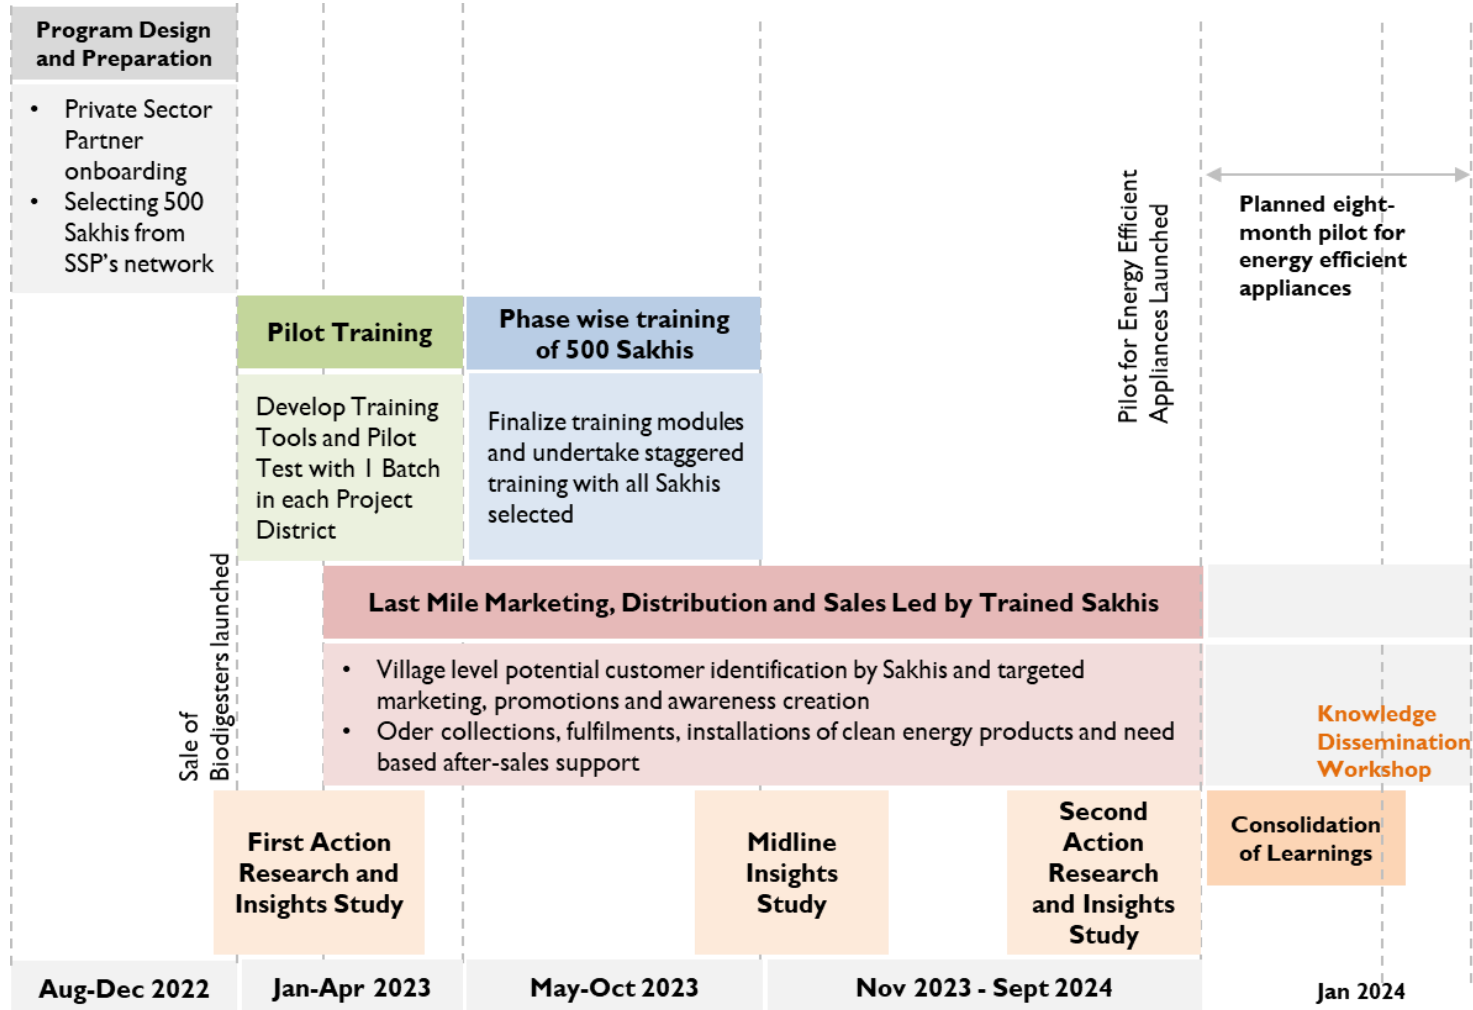 Program Design
and Preparation
• Private Sector
Partner
onboarding
• Selecting 500
Sakhis from
SSP's network
Pilot Training
Develop Training
Tools and Pilot
Test with 1 Batch
in each Project
District
Phase wise training
of 500 Sakhis
Finalize training modules
and undertake staggered
training with all Sakhis
selected
Pilot for Energy Efficient
Appliances Launched
Planned eight-
month pilot for
energy efficient
appliances
Sale of
Biodigesters launched
Last Mile Marketing, Distribution and Sales Led by Trained Sakhis
• Village level potential customer identification by Sakhis and targeted
marketing, promotions and awareness creation
• Oder collections, fulfilments, installations of clean energy products and need
based after-sales support
Knowledge
Dissemination
Workshop
First Action
Research and
Insights Study
Midline
Insights
Study
Second
Action
Research
and Insights
Study
Consolidation
of Learnings
Aug-Dec 2022
Jan-Apr 2023
May-Oct 2023
Nov 2023 - Sept 2024
Jan 2024